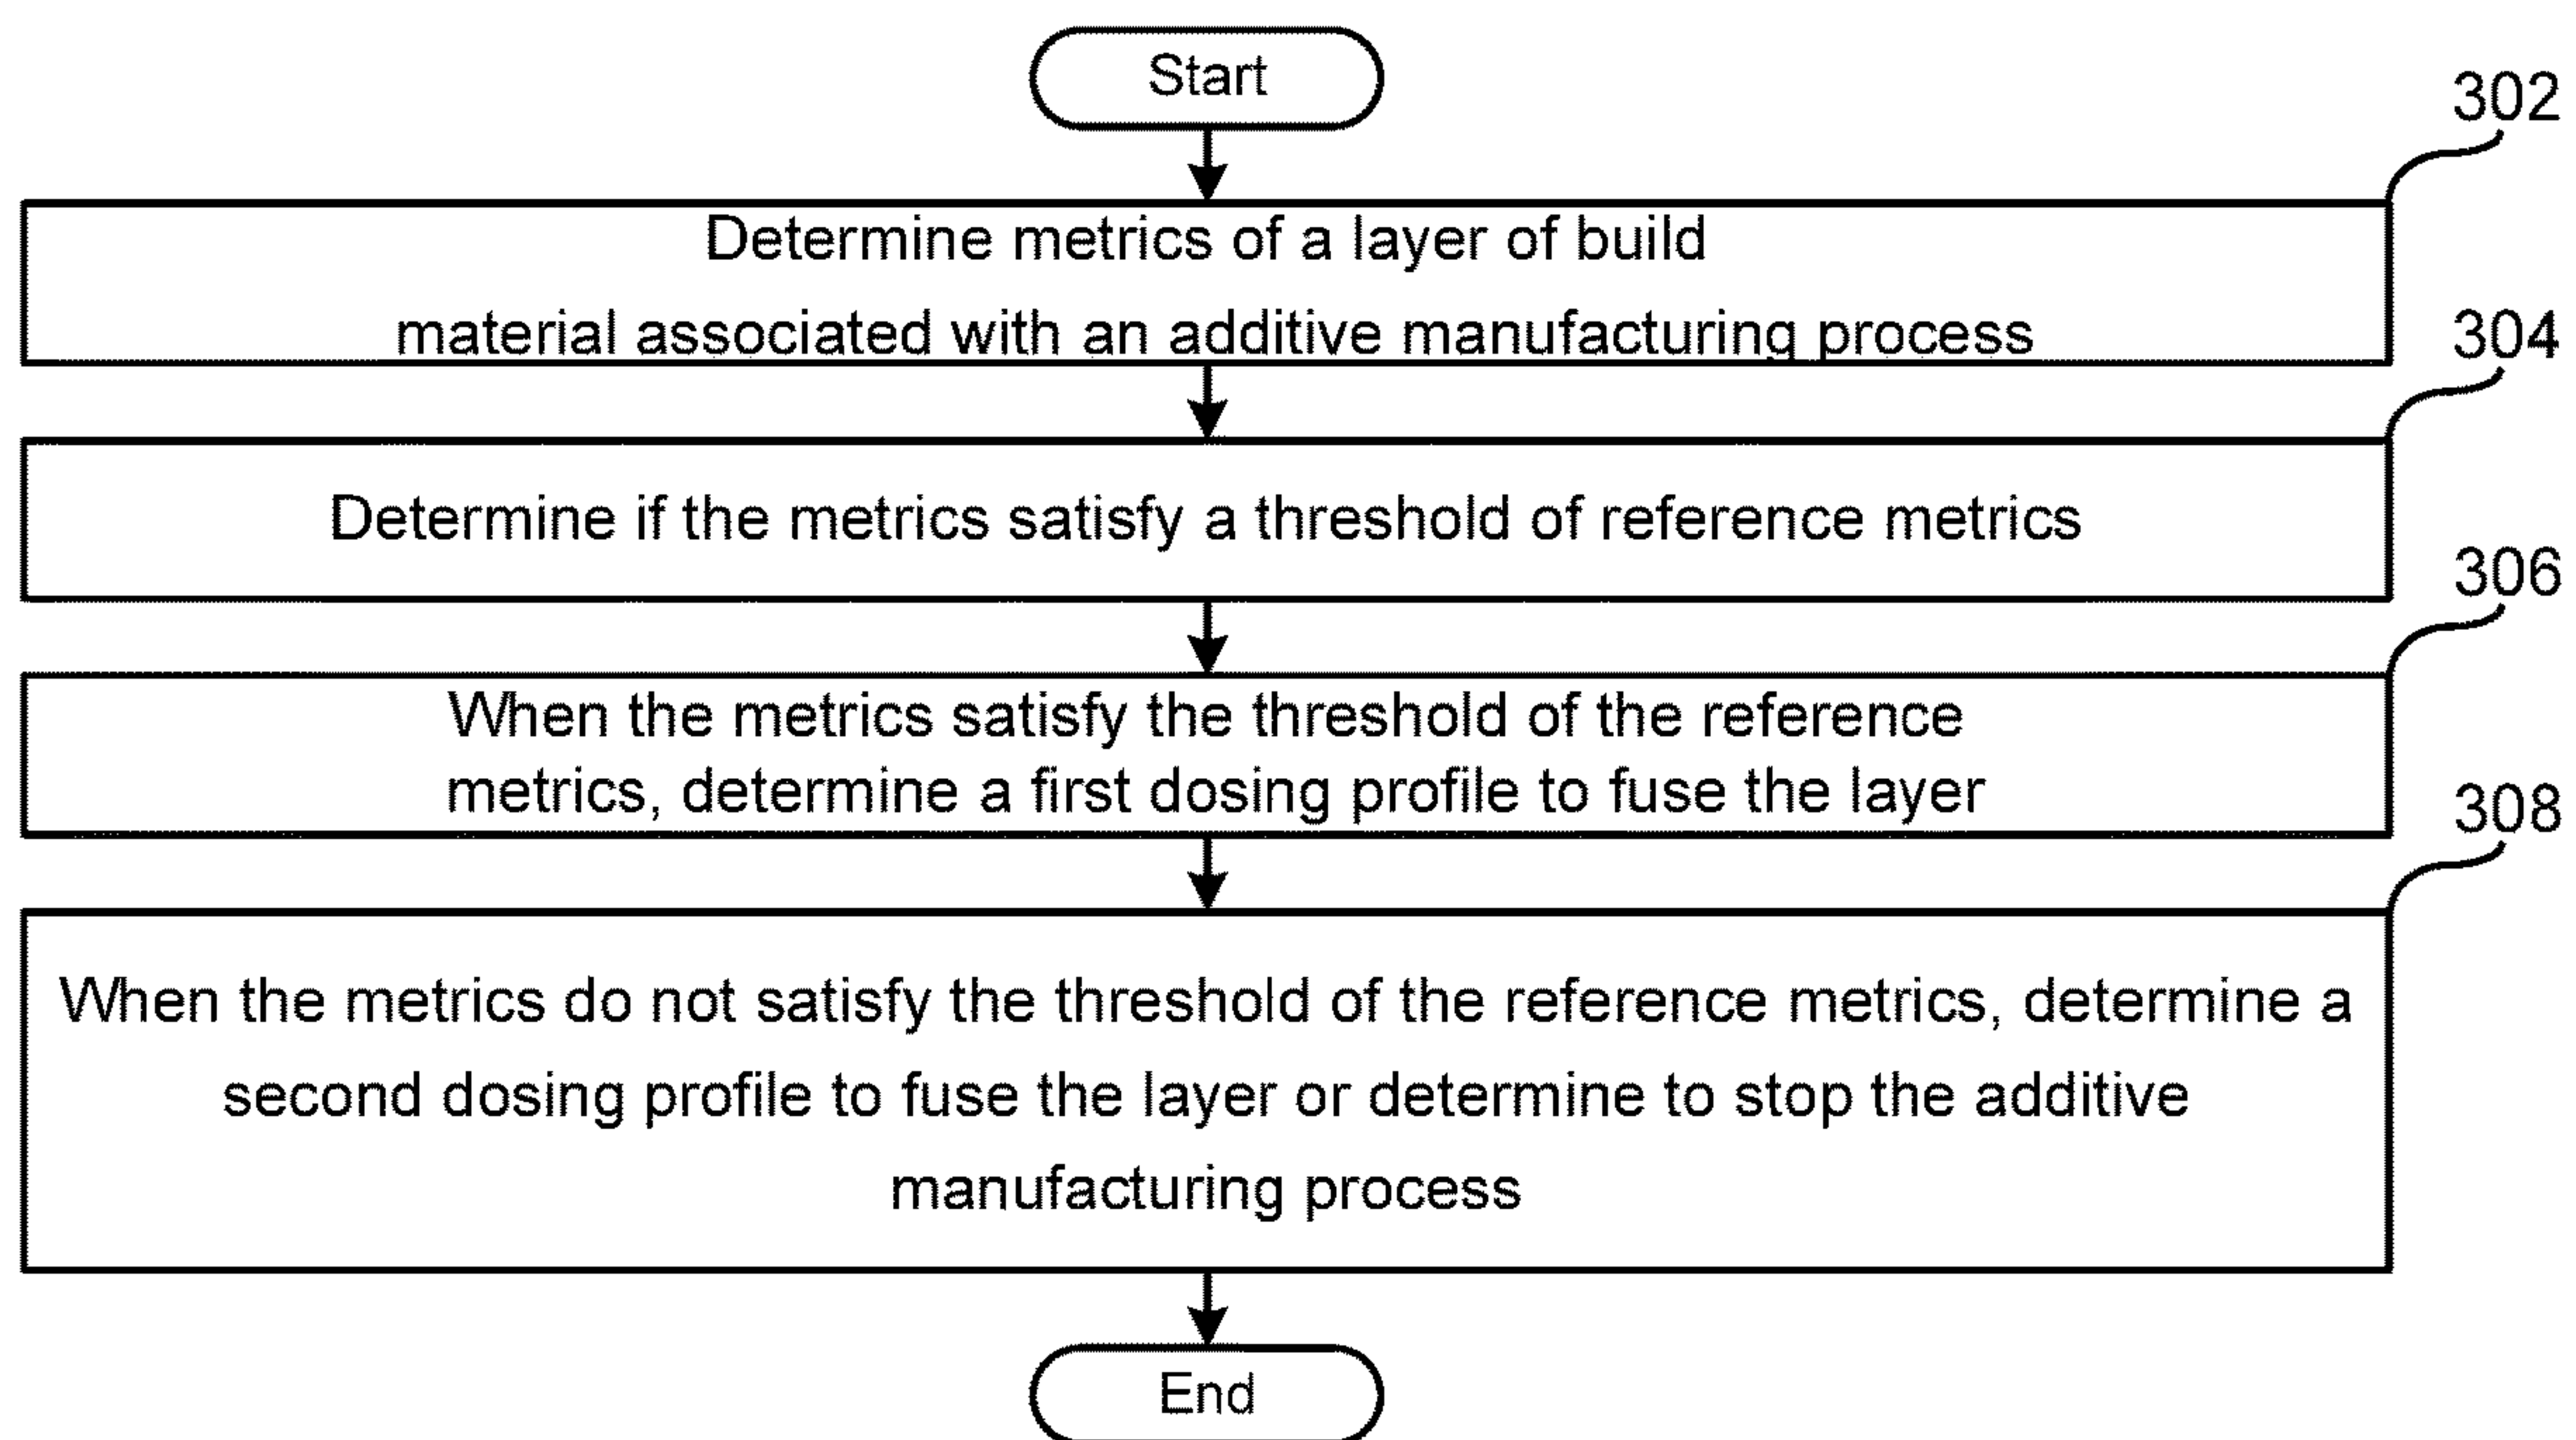 Start
302
Determine metrics of a layer of build
material associated with an additive manufacturing process
304
Determine if the metrics satisfy a threshold of reference metrics
306
When the metrics satisfy the threshold of the reference
metrics, determine a first dosing profile to fuse the layer
308
When the metrics do not satisfy the threshold of the reference metrics, determine a
second dosing profile to fuse the layer or determine to stop the additive
manufacturing process
End